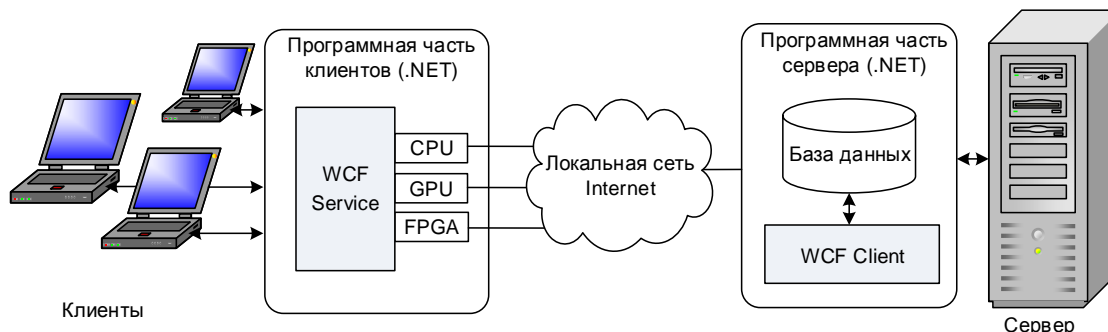 Программная часть
клиентов (.NET)
WCF
Service
CPU
GPU
FPGA
Клиенты
Локальная сеть
Internet
Программная часть
сервера (.NET)
База данных
WCF Client
Сервер